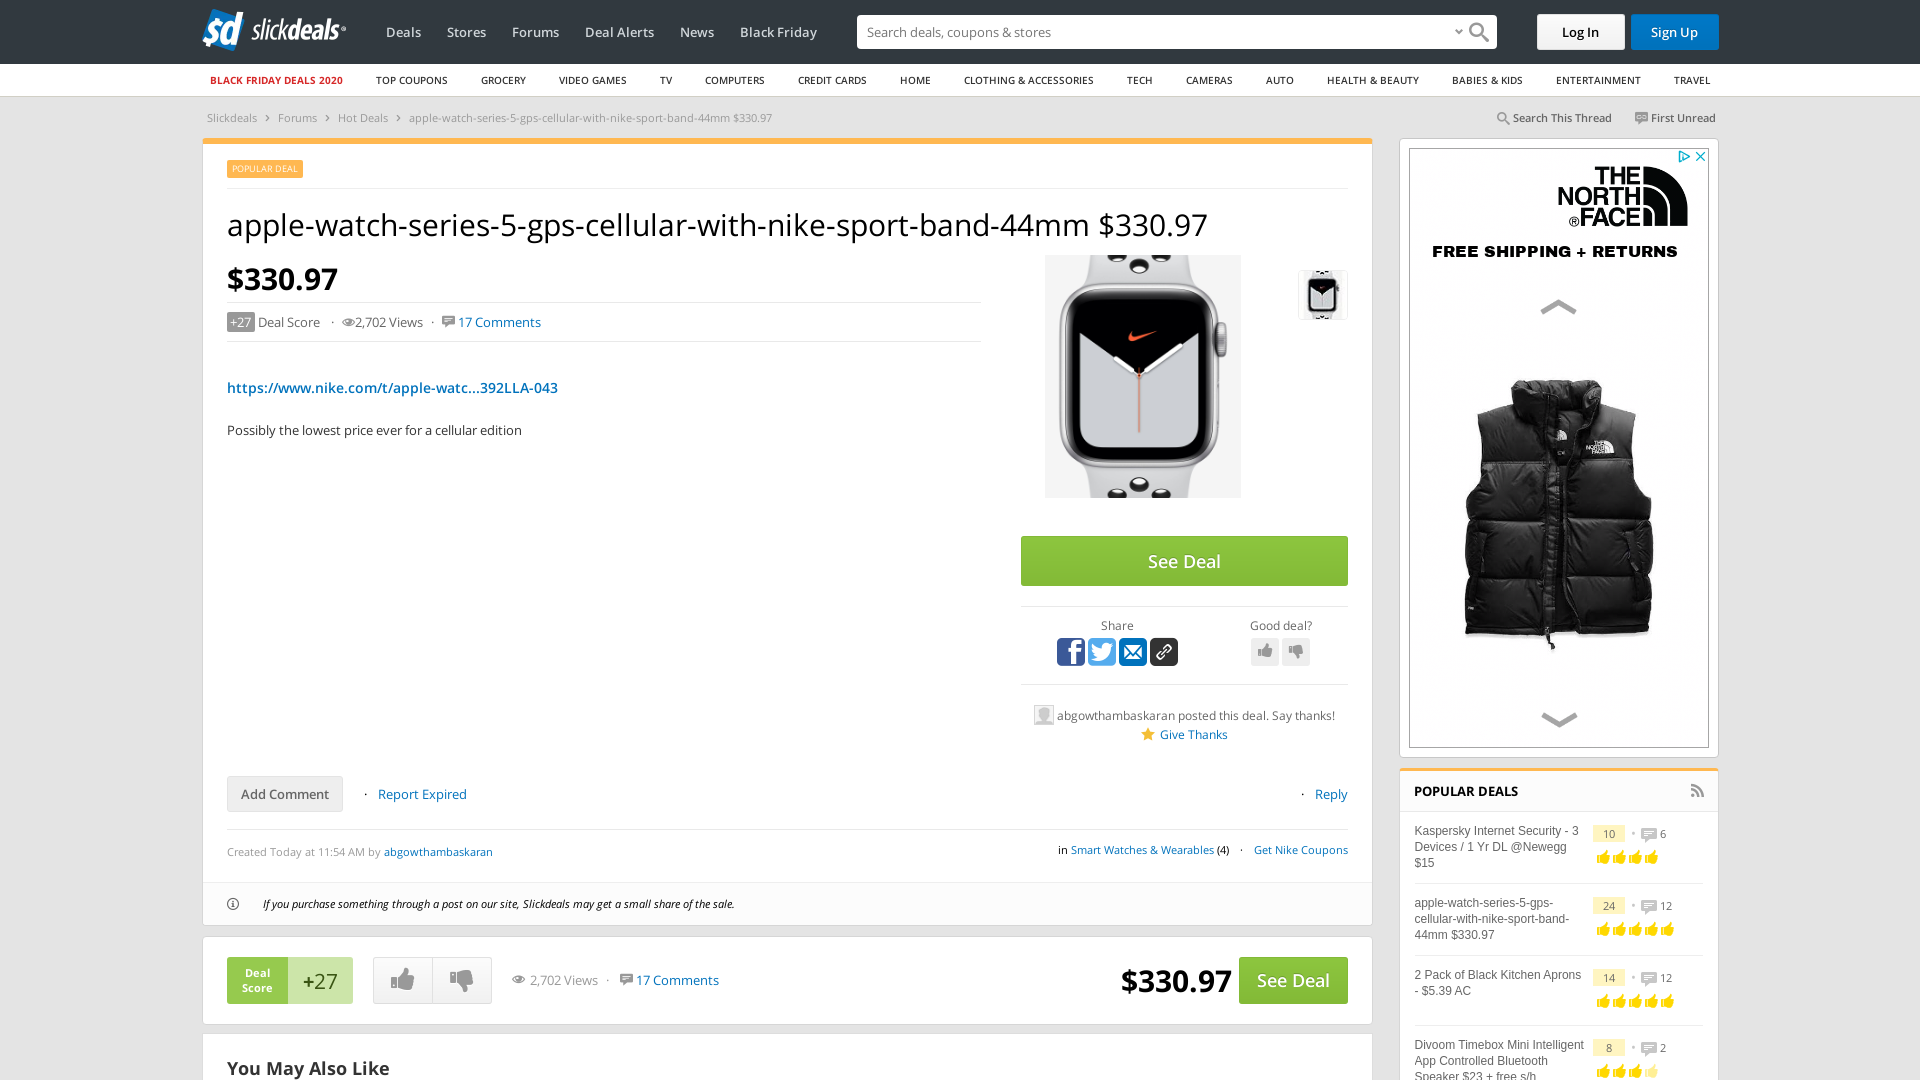 sd slickdeals
Deals
Stores
Forums
Deal Alerts
News
Black Friday
Search deals, coupons & stores
Log In
Sign Up
BLACK FRIDAY DEALS 2020
TOP COUPONS
GROCERY
VIDEO GAMES
TV
COMPUTERS
CREDIT CARDS
HOME
CLOTHING & ACCESSORIES
TECH
CAMERAS
AUTO
HEALTH & BEAUTY
BABIES & KIDS
ENTERTAINMENT
TRAVEL
Slickdeals › Forums › Hot Deals › apple-watch-series-5-gps-cellular-with-nike-sport-band-44mm $330.97
Search This Thread
First Unread
POPULAR DEAL
apple-watch-series-5-gps-cellular-with-nike-sport-band-44mm $330.97
$330.97
+27 Deal Score · 2,702 Views · 17 Comments
https://www.nike.com/t/apple-watc...392LLA-043
Possibly the lowest price ever for a cellular edition
See Deal
Share
Good deal?
abgowthambaskaran posted this deal. Say thanks!
Give Thanks
Add Comment
· Report Expired
· Reply
Created Today at 11:54 AM by abgowthambaskaran
in Smart Watches & Wearables (4) · Get Nike Coupons
If you purchase something through a post on our site, Slickdeals may get a small share of the sale.
Deal
Score
+27
2,702 Views · 17 Comments
$330.97
See Deal
You May Also Like
THE
NORTH
®FACE
FREE SHIPPING + RETURNS
THE
NORTH
FACE
POPULAR DEALS
Kaspersky Internet Security - 3
Devices / 1 Yr DL @Newegg
$15
10 • 6
apple-watch-series-5-gps-
cellular-with-nike-sport-band-
44mm $330.97
24 • 12
2 Pack of Black Kitchen Aprons
- $5.39 AC
14 • 12
Divoom Timebox Mini Intelligent
App Controlled Bluetooth
Speaker $23 + free s/h
8 • 2